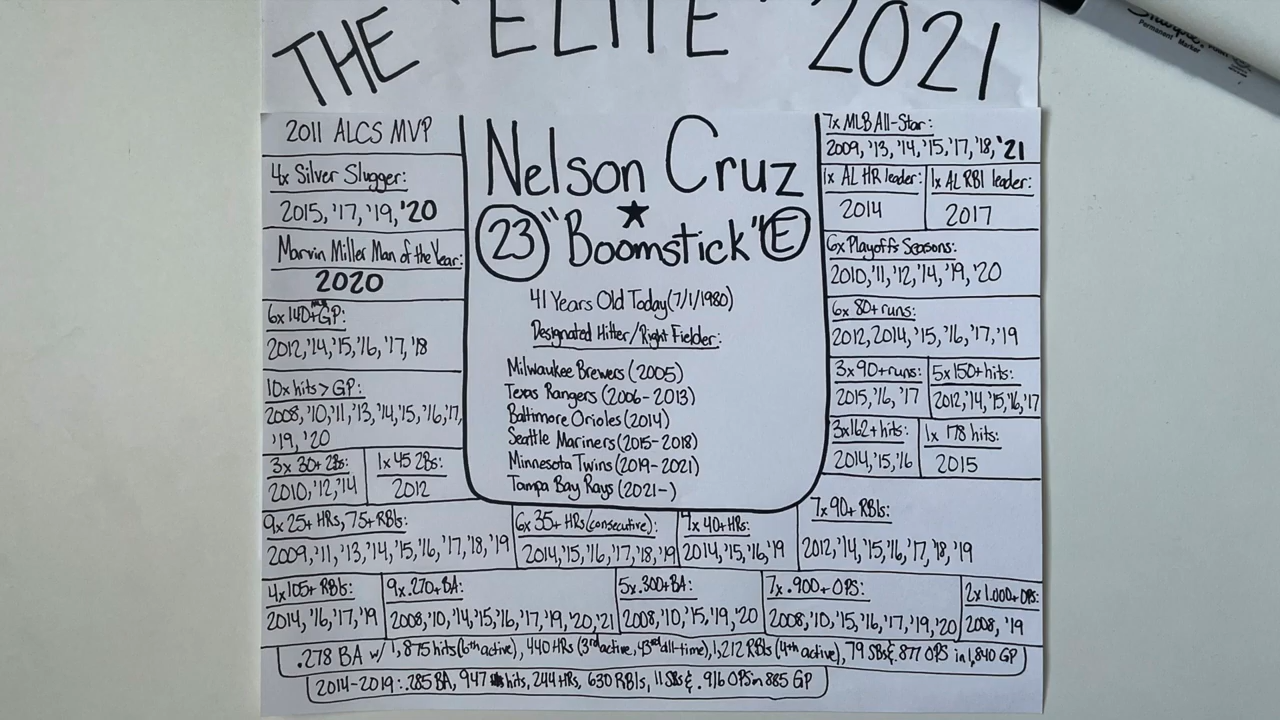 THE "ELITE" 2021
Sharpie
Permanent Marker
2011 ALCS MVP
4x Silver Slugger:
2015, '17, '19, '20
Marvin Miller Man of the Year:
2020
6x 140+ GP:
2012, '14, '15, '16, '17, '18
10x hits > GP:
2008, '10, '11, '13, '14, '15, '16, '17,
'19, '20
3x 30+ 2Bs:
2010, '12, '14
1x 45 2Bs:
2012
Nelson Cruz
23 "Boomstick" E
41 Years Old Today (7/1/1980)
Designated Hitter/Right Fielder:
Milwaukee Brewers (2005)
Texas Rangers (2006-2013)
Baltimore Orioles (2014)
Seattle Mariners (2015-2018)
Minnesota Twins (2019-2021)
Tampa Bay Rays (2021-)
7x MLB All-Star:
2009, '13, '14, '15, '17, '18, '21
1x AL HR leader:
2014
1x AL RBI leader:
2017
6x Playoffs Seasons:
2010, '11, '12, '14, '19, '20
6x 80+ runs:
2012, 2014, '15, '16, '17, '19
3x 90+ runs:
2015, '16, '17
5x 150+ hits:
2012, '14, '15, '16, '17
3x 162+ hits:
2014, '15, '16
1x 178 hits:
2015
9x 25+ HRs, 75+ RBIs:
2009, '11, '13, '14, '15, '16, '17, '18, '19
6x 35+ HRs (consecutive):
2014, '15, '16, '17, '18, '19
4x 40+ HRs:
2014, '15, '16, '19
7x 90+ RBIs:
2012, '14, '15, '16, '17, '18, '19
4x 105+ RBIs:
2014, '16, '17, '19
9x .270+ BA:
2008, '10, '14, '15, '16, '17, '19, '20, '21
5x .300+ BA:
2008, '10, '15, '19, '20
7x .900+ OPS:
2008, '10, '15, '16, '17, '19, '20
2x 1.000+ OPS:
2008, '19
.278 BA w/ 1,875 hits (6th active), 440 HRs (3rd active, 43rd all-time), 1,212 RBIs (4th active), 79 SBs & .877 OPS in 1,840 GP
2014-2019: .285 BA, 947 hits, 244 HRs, 630 RBIs, 11 SBs & .916 OPS in 885 GP